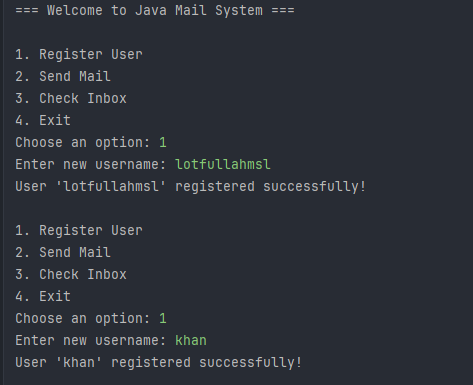 === Welcome to Java Mail System ===
1. Register User
2. Send Mail
3. Check Inbox
4. Exit
Choose an option: 1
Enter new username: lotfullahmsl
User 'lotfullahmsl' registered successfully!
1. Register User
2. Send Mail
3. Check Inbox
4. Exit
Choose an option: 1
Enter new username: khan
User 'khan' registered successfully!